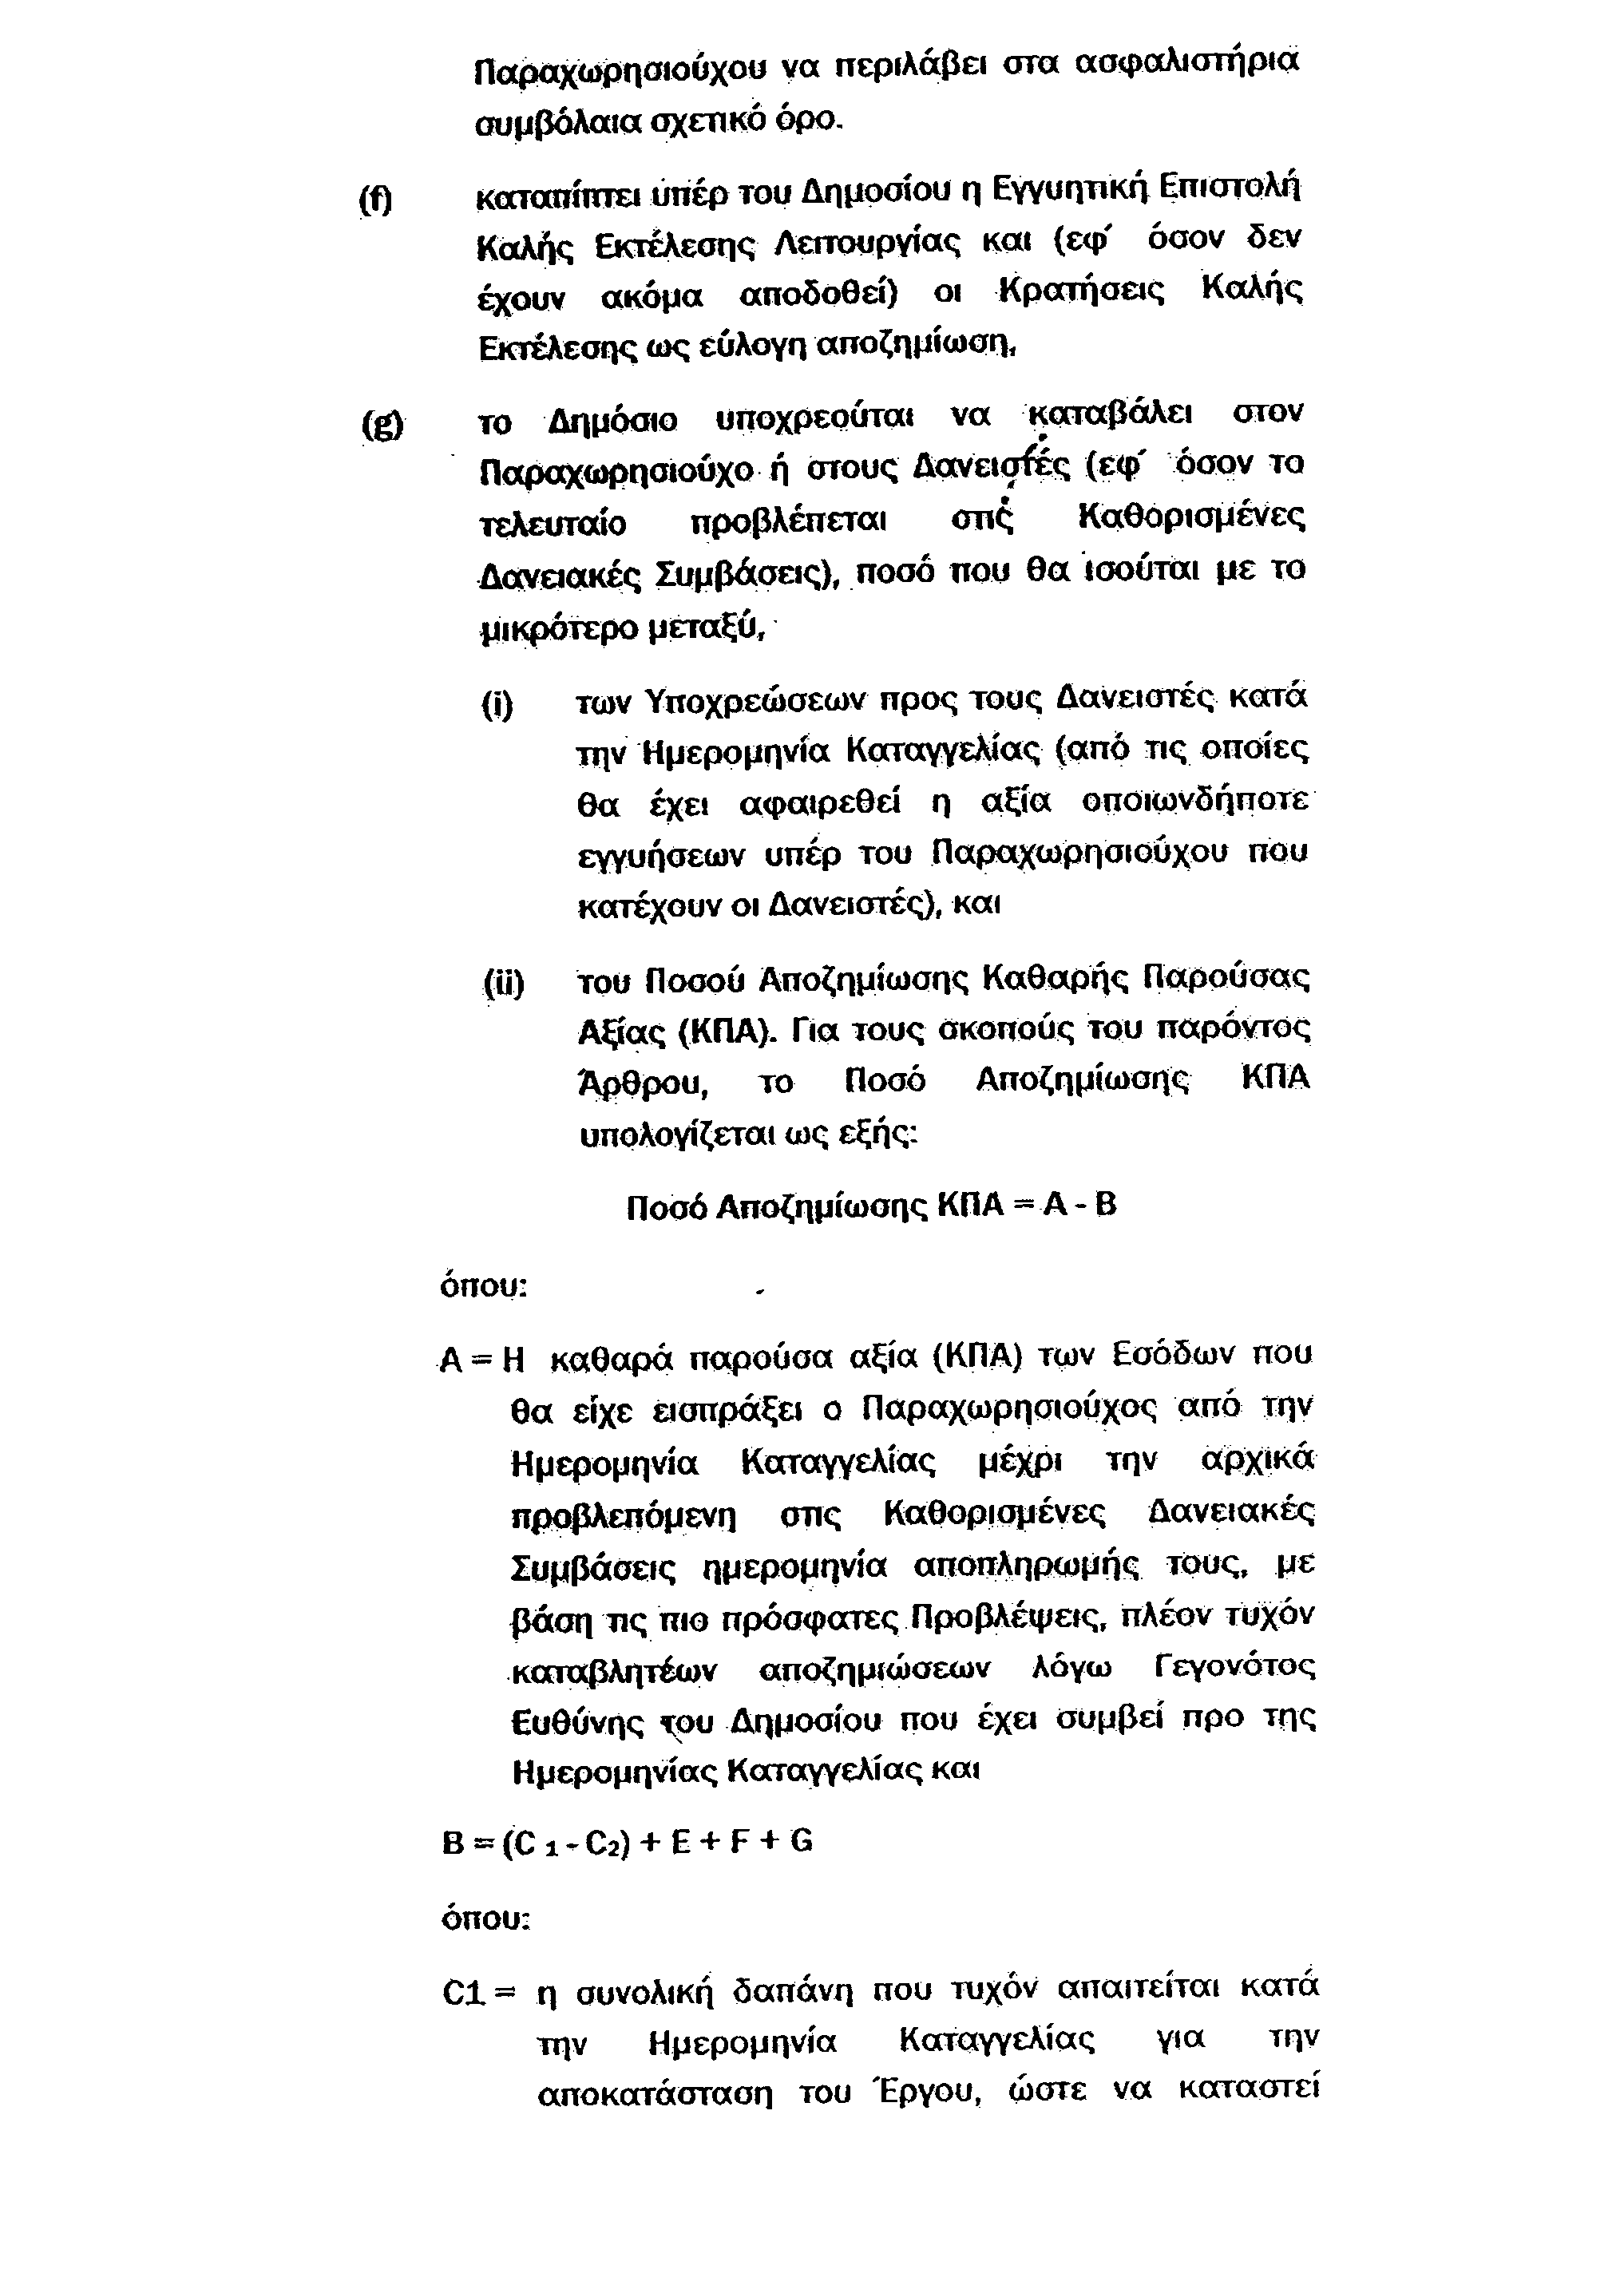 Παραχωρησιούχου να περιλάβει στα ασφαλιστήρια
συμβόλαια σχετικό όρο.
(f) καταπίπτει υπέρ του Δημοσίου η Εγγυητική Επιστολή
Καλής Εκτέλεσης Λειτουργίας και (εφ' όσον δεν
έχουν ακόμα αποδοθεί) οι Κρατήσεις Καλής
Εκτέλεσης ως εύλογη αποζημίωση,
(g) το Δημόσιο υποχρεούται να καταβάλει στον
Παραχωρησιούχο ή στους Δανειστές (εφ' όσον το
τελευταίο προβλέπεται στις Καθορισμένες
Δανειακές Συμβάσεις), ποσό που θα ισούται με το
μικρότερο μεταξύ,
(i) των Υποχρεώσεων προς τους Δανειστές κατά
την Ημερομηνία Καταγγελίας (από τις οποίες
θα έχει αφαιρεθεί η αξία οποιωνδήποτε
εγγυήσεων υπέρ του Παραχωρησιούχου που
κατέχουν οι Δανειστές), και
(ii) του Ποσού Αποζημίωσης Καθαρής Παρούσας
Αξίας (ΚΠΑ). Για τους σκοπούς του παρόντος
Άρθρου, το Ποσό Αποζημίωσης ΚΠΑ
υπολογίζεται ως εξής:
Ποσό Αποζημίωσης ΚΠΑ = Α - Β
όπου:
Α = Η καθαρά παρούσα αξία (ΚΠΑ) των Εσόδων που
θα είχε εισπράξει ο Παραχωρησιούχος από την
Ημερομηνία Καταγγελίας μέχρι την αρχικά
προβλεπόμενη στις Καθορισμένες Δανειακές
Συμβάσεις ημερομηνία αποπληρωμής τους, με
βάση τις πιο πρόσφατες Προβλέψεις, πλέον τυχόν
καταβλητέων αποζημιώσεων λόγω Γεγονότος
Ευθύνης του Δημοσίου που έχει συμβεί προ της
Ημερομηνίας Καταγγελίας και
B = (C 1 - C2) + E + F + G
όπου:
C1 = η συνολική δαπάνη που τυχόν απαιτείται κατά
την Ημερομηνία Καταγγελίας για την
αποκατάσταση του Έργου, ώστε να καταστεί